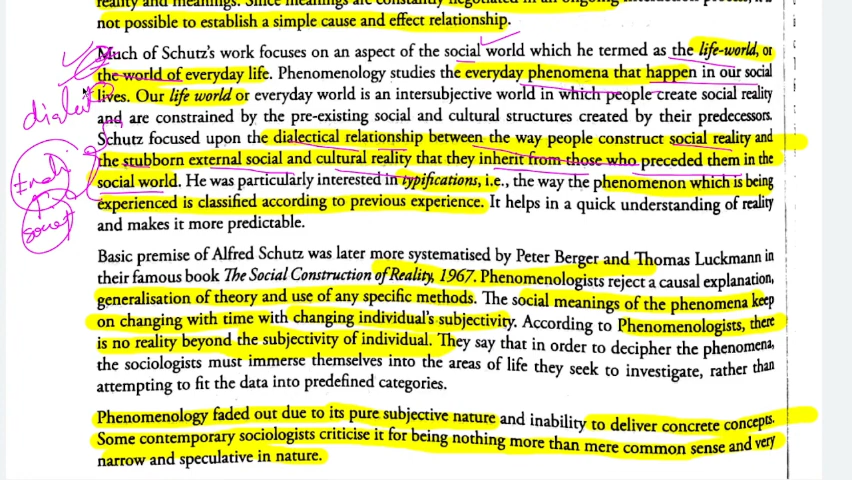 reality and meanings. Since meanings are constantly negotiated in an ongoing interaction process, it is
not possible to establish a simple cause and effect relationship.
Much of Schutz's work focuses on an aspect of the social world which he termed as the life-world, or
the world of everyday life. Phenomenology studies the everyday phenomena that happen in our social
lives. Our life world or everyday world is an intersubjective world in which people create social reality
and are constrained by the pre-existing social and cultural structures created by their predecessors.
Schutz focused upon the dialectical relationship between the way people construct social reality and
the stubborn external social and cultural reality that they inherit from those who preceded them in the
social world. He was particularly interested in typifications, i.e., the way the phenomenon which is being
experienced is classified according to previous experience. It helps in a quick understanding of reality
and makes it more predictable.
dialect
society
Basic premise of Alfred Schutz was later more systematised by Peter Berger and Thomas Luckmann in
their famous book The Social Construction of Reality, 1967. Phenomenologists reject a causal explanation,
generalisation of theory and use of any specific methods. The social meanings of the phenomena keep
on changing with time with changing individual's subjectivity. According to Phenomenologists, there
is no reality beyond the subjectivity of individual. They say that in order to decipher the phenomena,
the sociologists must immerse themselves into the areas of life they seek to investigate, rather than
attempting to fit the data into predefined categories.
Phenomenology faded out due to its pure subjective nature and inability to deliver concrete concepts.
Some contemporary sociologists criticise it for being nothing more than mere common sense and very
narrow and speculative in nature.